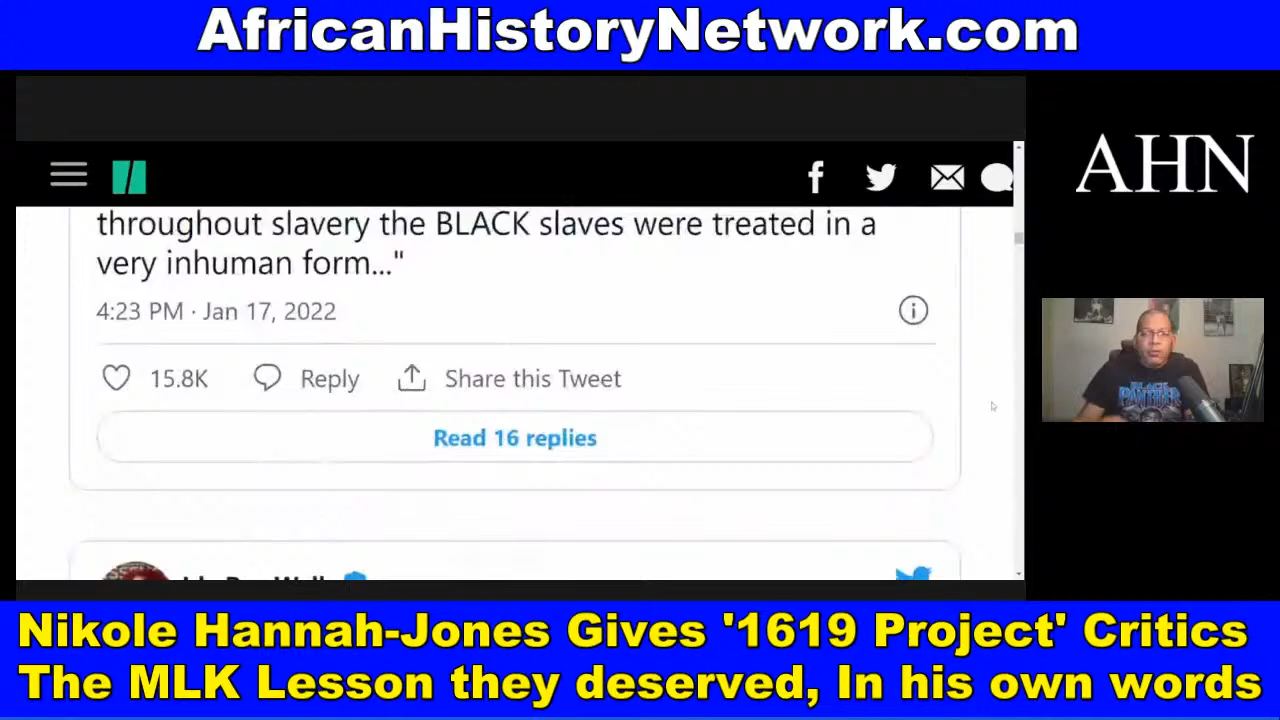 AfricanHistoryNetwork.com
AHN
throughout slavery the BLACK slaves were treated in a
very inhuman form..."
4:23 PM · Jan 17, 2022
15.8K Reply Share this Tweet
Read 16 replies
BLACK
PANTHER
Nikole Hannah-Jones Gives '1619 Project' Critics
The MLK Lesson they deserved, In his own words